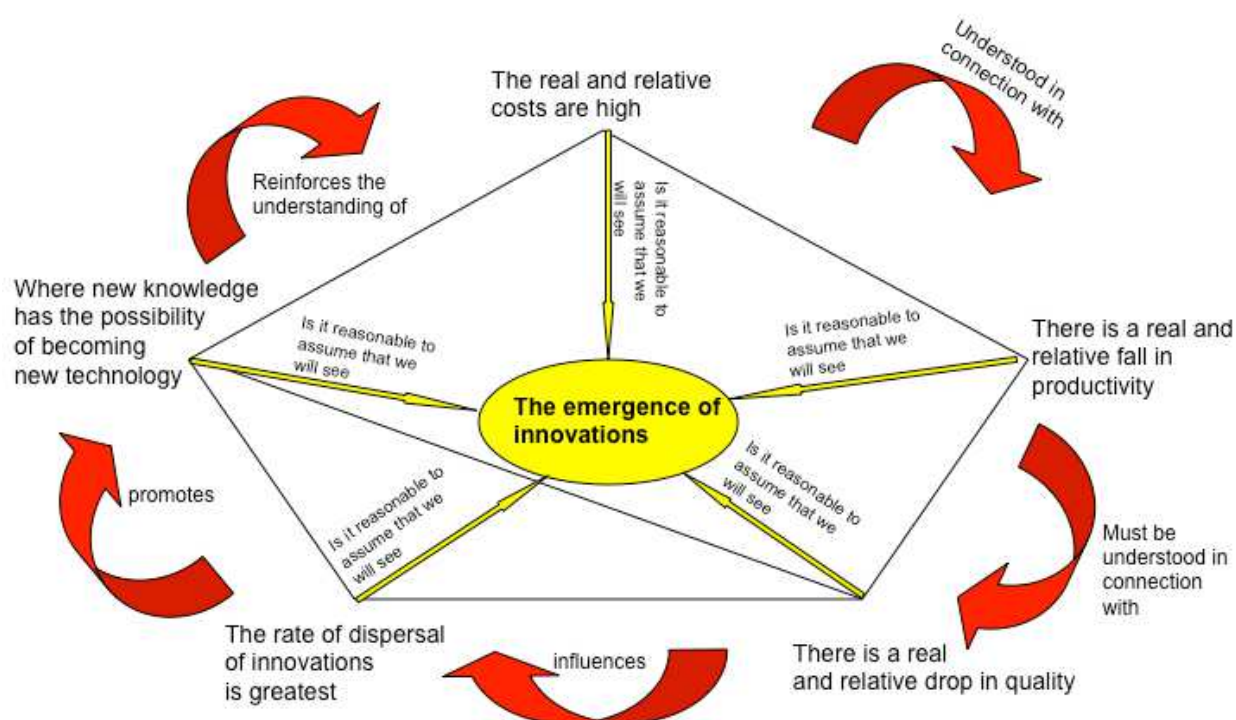 Understood in
connection with
The real and relative
costs are high
Reinforces the
understanding of
Is it reasonable to
assume that we
will see
Where new knowledge
has the possibility
of becoming
new technology
Is it reasonable to
assume that we
will see
Is it reasonable to
assume that we
will see
There is a real and
relative fall in
productivity
The emergence of
innovations
promotes
Is it reasonable to
assume that we
will see
Is it reasonable to
assume that we
will see
Must be
understood in
connection
with
The rate of dispersal
of innovations
is greatest
influences
There is a real
and relative drop in quality